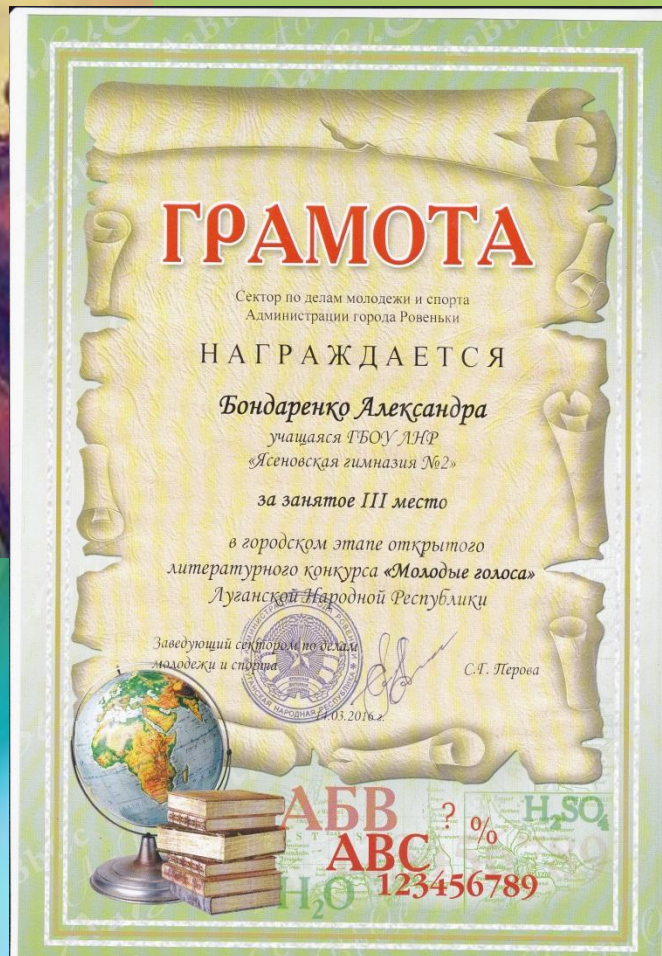 ГРАМОТА
Сектор по делам молодежи и спорта
Администрации города Ровеньки
НАГРАЖДАЕТСЯ
Бондаренко Александра
учащаяся ГБОУ ЛНР
«Ясеновская гимназия №2»
за занятое III место
в городском этапе открытого
литературного конкурса «Молодые голоса»
Луганской Народной Республики
Заведующий сектором по делам
молодежи и спорта
С.Г. Перова
14.03.2016 г.
АБВ
?
%
H₂SO₄
ABC
H₂O
123456789